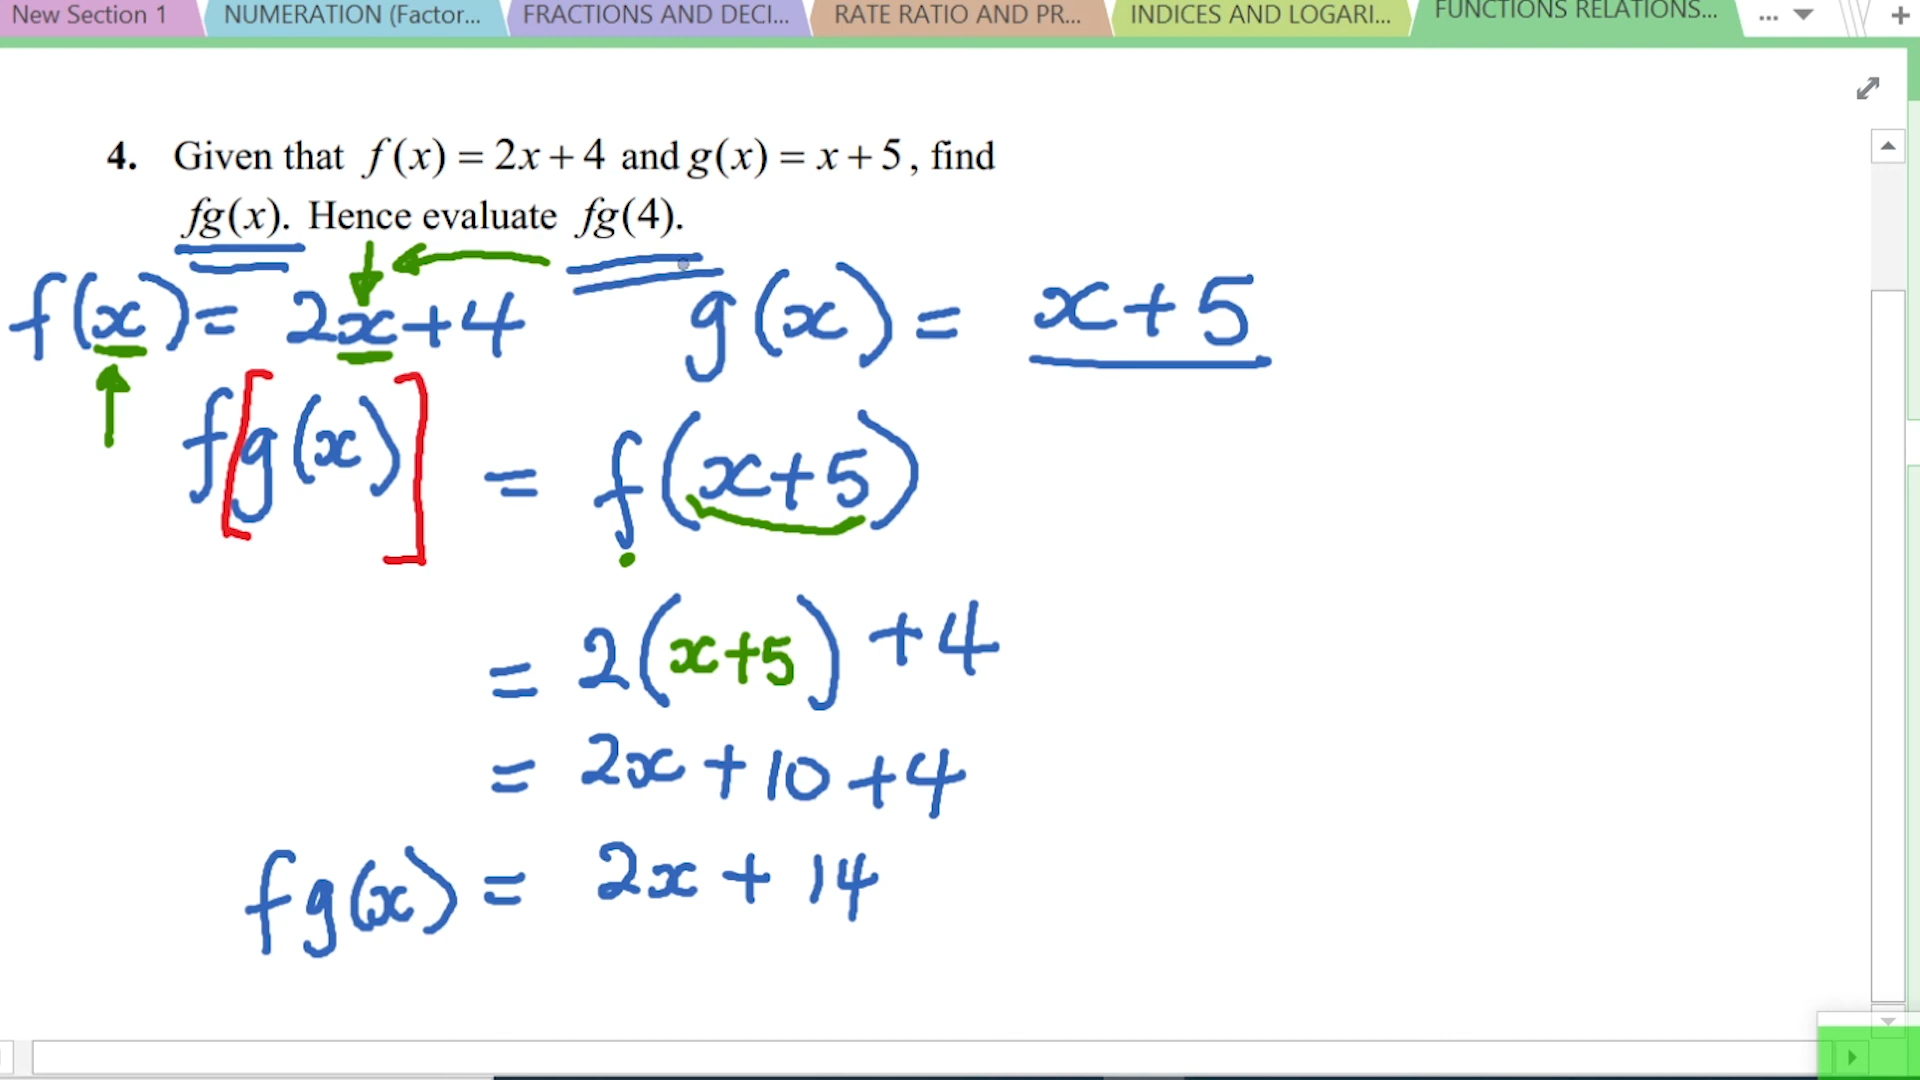 New Section 1 NUMERATION (Factor... FRACTIONS AND DECI... RATE RATIO AND PR... INDICES AND LOGARI... FUNCTIONS RELATIONS... ... +
4. Given that f(x) = 2x + 4 and g(x) = x + 5, find
fg(x). Hence evaluate fg(4).
f(x) = 2x+4 g(x) = x+5
f[g(x)] = f(x+5)
= 2(x+5) + 4
= 2x + 10 + 4
fg(x) = 2x + 14